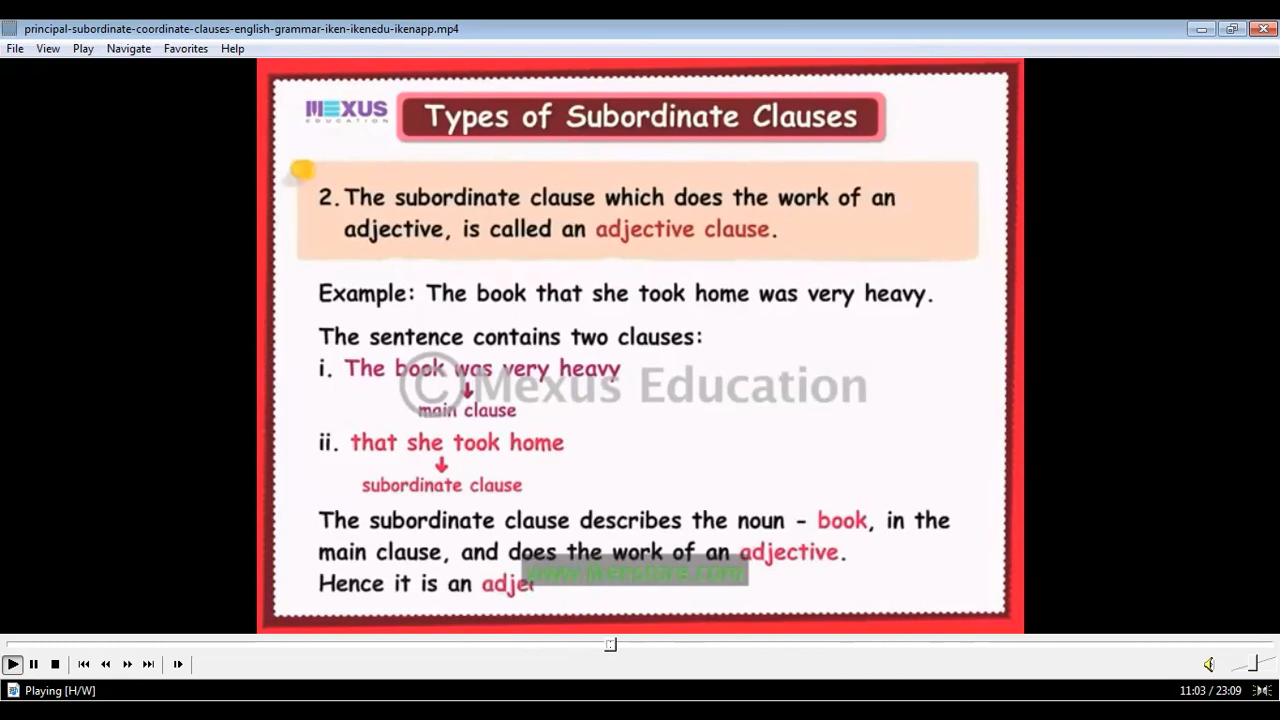 principal-subordinate-coordinate-clauses-english-grammar-iken-ikenedu-ikenapp.mp4
File View Play Navigate Favorites Help
MEXUS
EDUCATION
Types of Subordinate Clauses
2. The subordinate clause which does the work of an
adjective, is called an adjective clause.
Example: The book that she took home was very heavy.
The sentence contains two clauses:
i. The book was very heavy
© Mexus Education
main clause
ii. that she took home
subordinate clause
The subordinate clause describes the noun - book, in the
main clause, and does the work of an adjective.
www.ikenstore.com
Hence it is an adje
Playing [H/W]
11:03 / 23:09